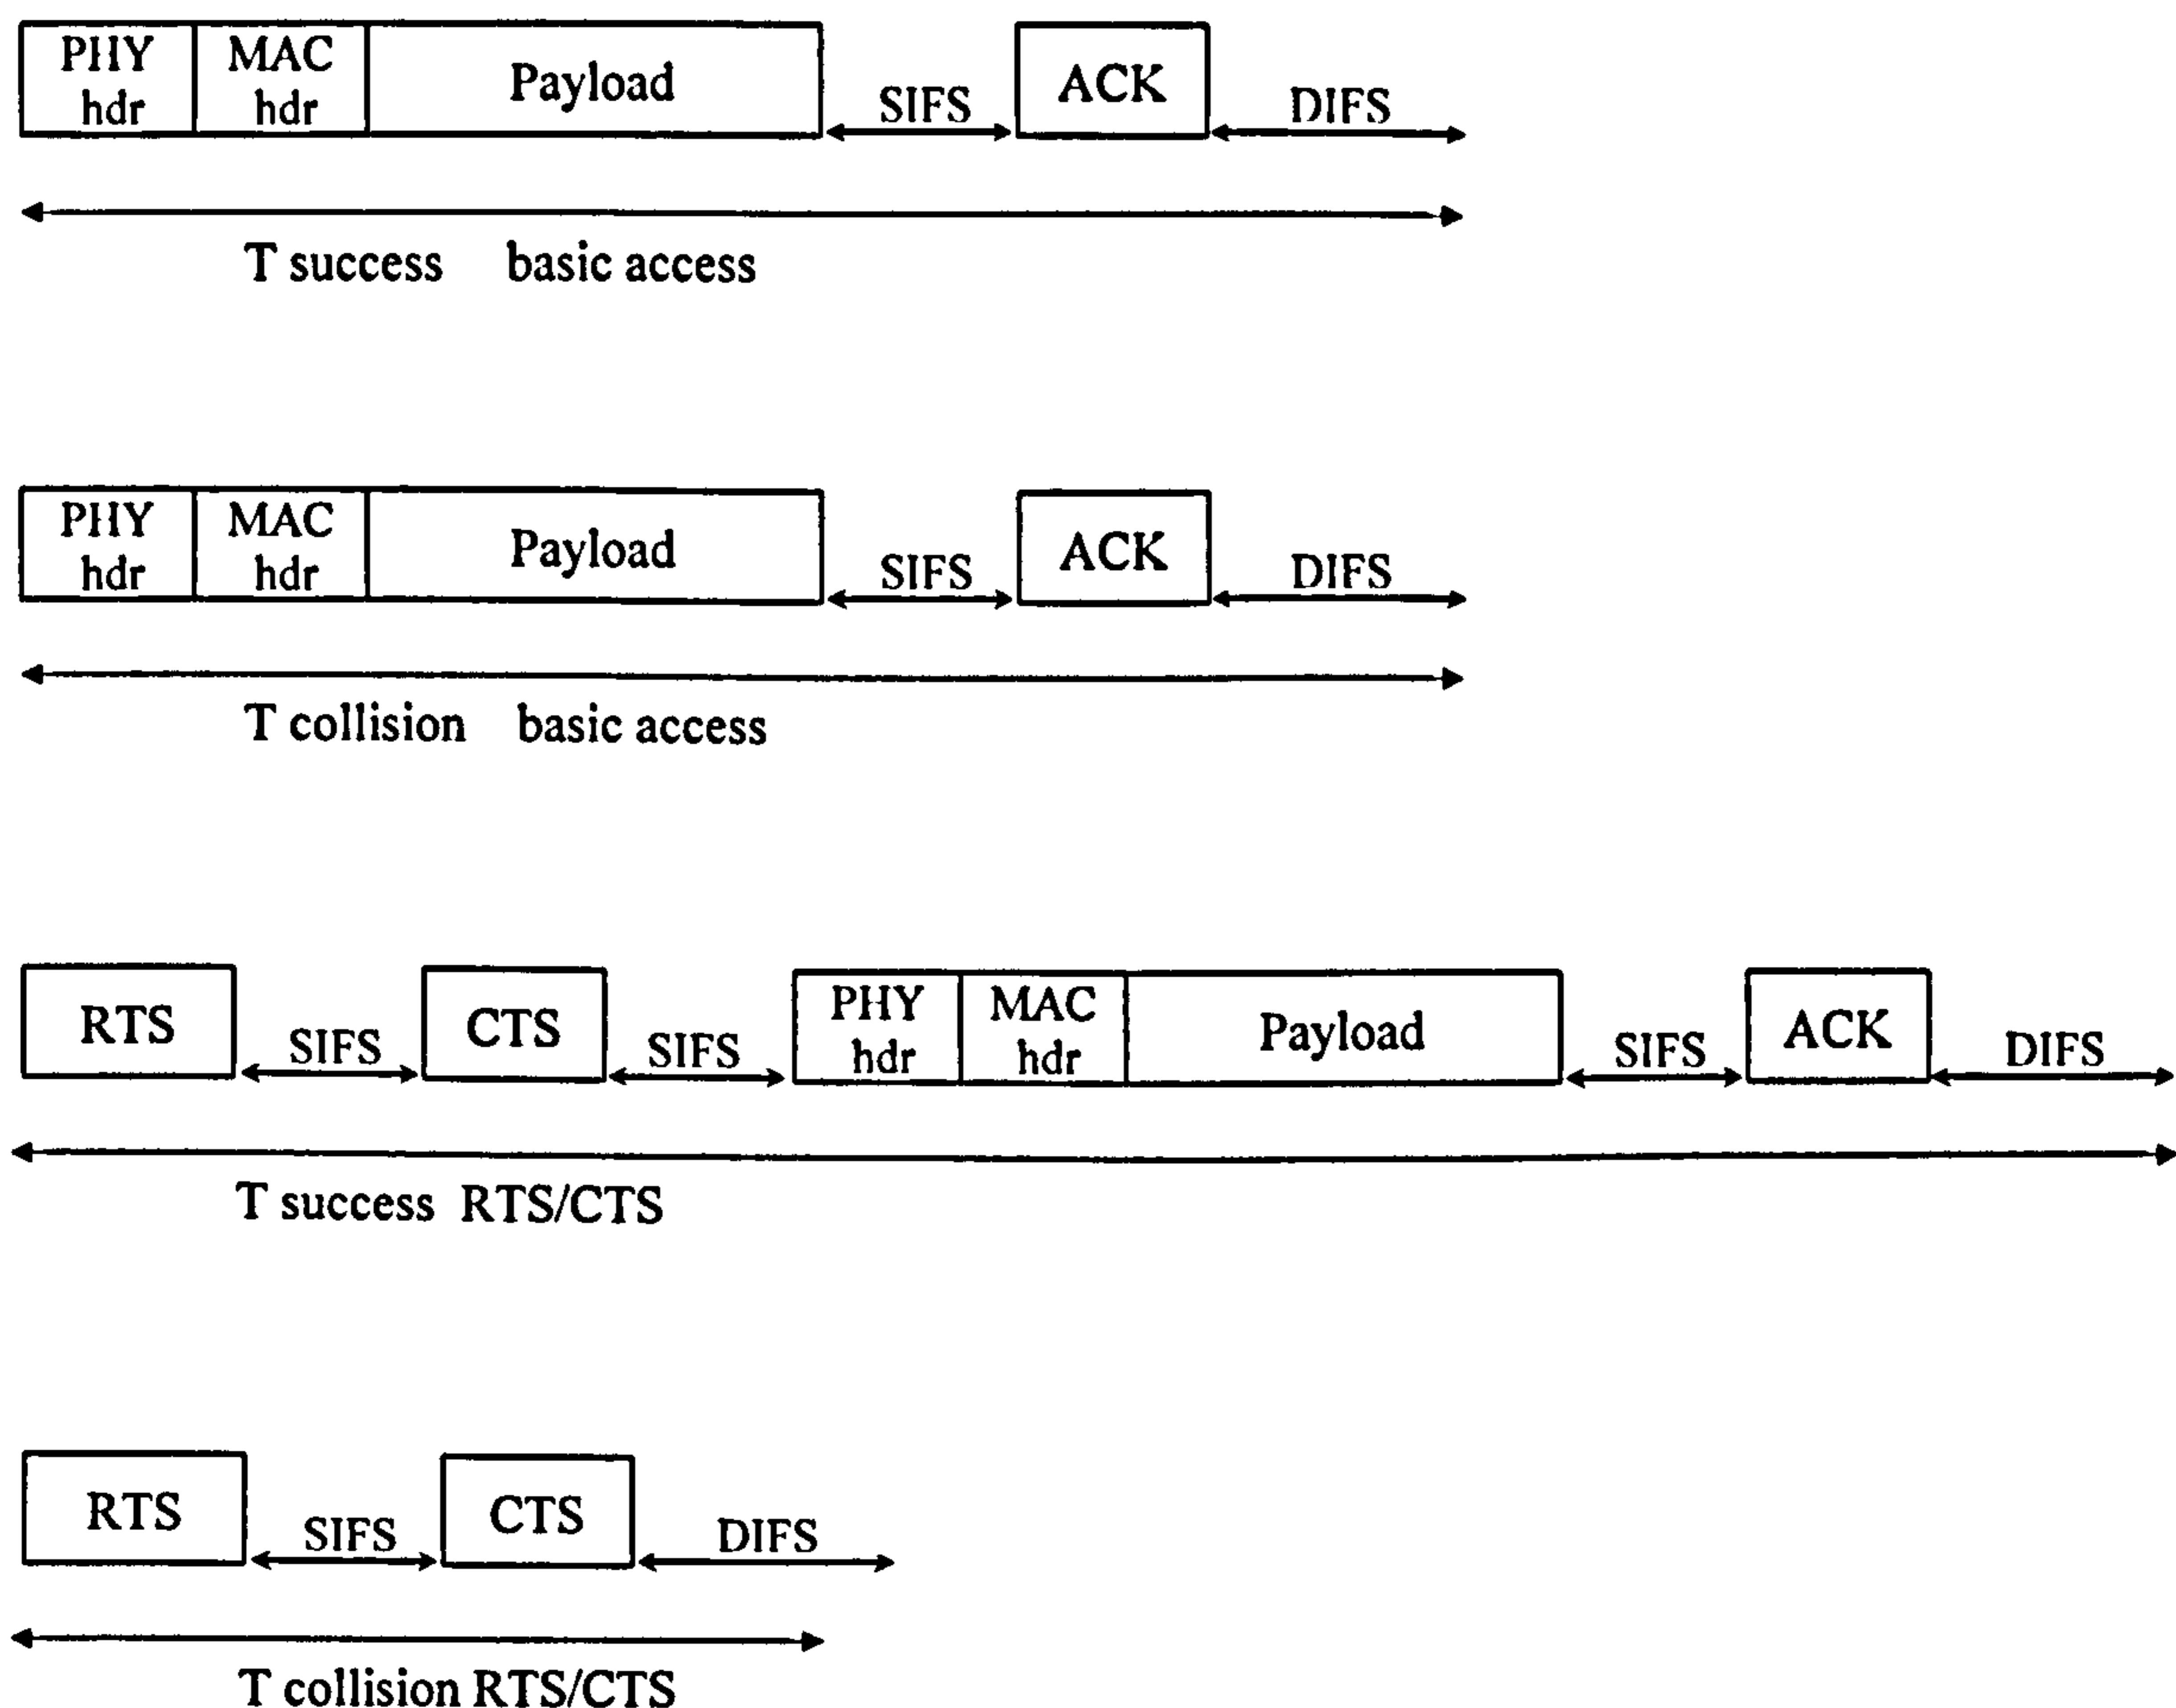 PHY hdr MAC hdr Payload SIFS ACK DIFS
T success basic access
PHY hdr MAC hdr Payload SIFS ACK DIFS
T collision basic access
RTS SIFS CTS SIFS PHY hdr MAC hdr Payload SIFS ACK DIFS
T success RTS/CTS
RTS SIFS CTS DIFS
T collision RTS/CTS